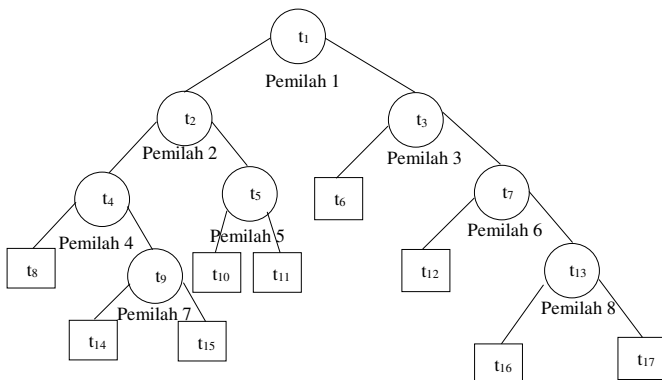 t1
Pemilah 1
t2
t3
Pemilah 2
Pemilah 3
t4
t5
t6
t7
Pemilah 4
Pemilah 5
Pemilah 6
t8
t9
t10
t11
t12
t13
Pemilah 7
Pemilah 8
t14
t15
t16
t17